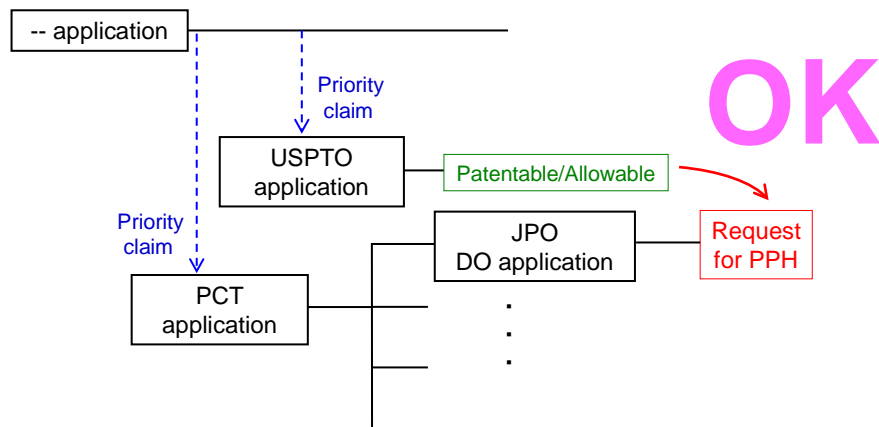 -- application
OK
Priority
claim
USPTO
application
Patentable/Allowable
Priority
claim
JPO
DO application
Request
for PPH
PCT
application